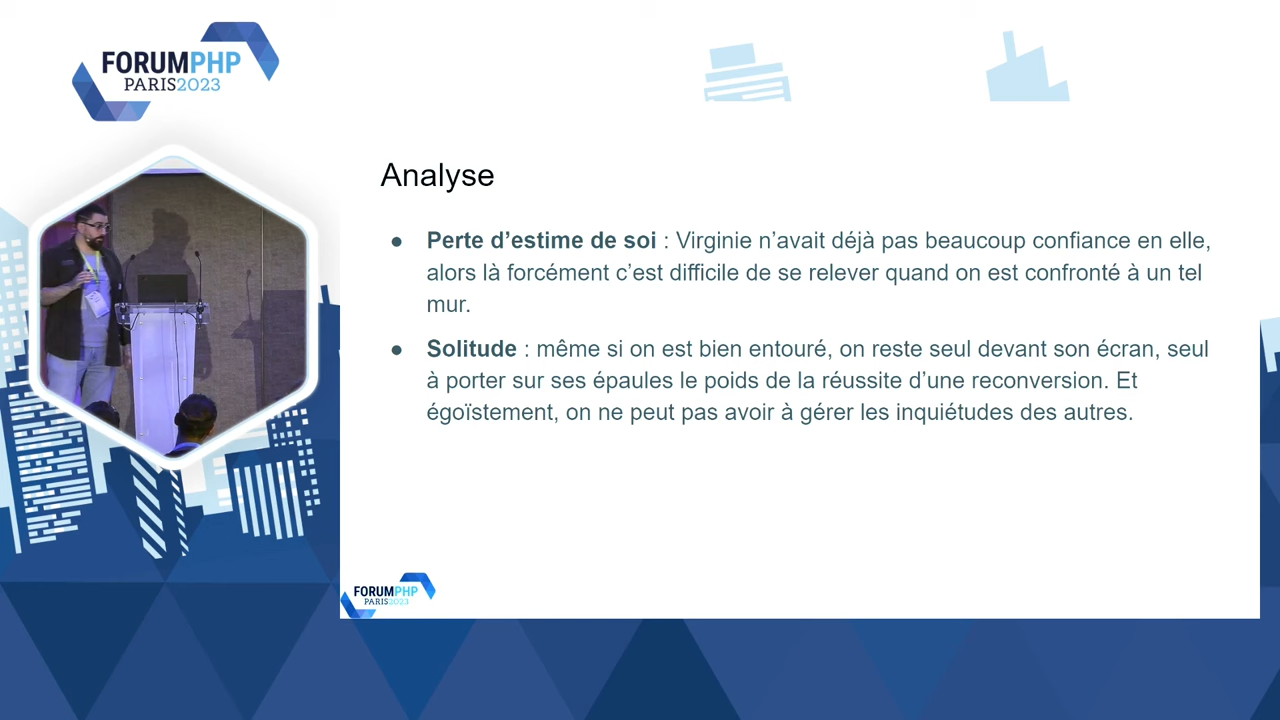 FORUMPHP
PARIS2023
Analyse
● Perte d’estime de soi : Virginie n’avait déjà pas beaucoup confiance en elle,
alors là forcément c’est difficile de se relever quand on est confronté à un tel
mur.
● Solitude : même si on est bien entouré, on reste seul devant son écran, seul
à porter sur ses épaules le poids de la réussite d’une reconversion. Et
égoïstement, on ne peut pas avoir à gérer les inquiétudes des autres.
FORUMPHP
PARIS2023